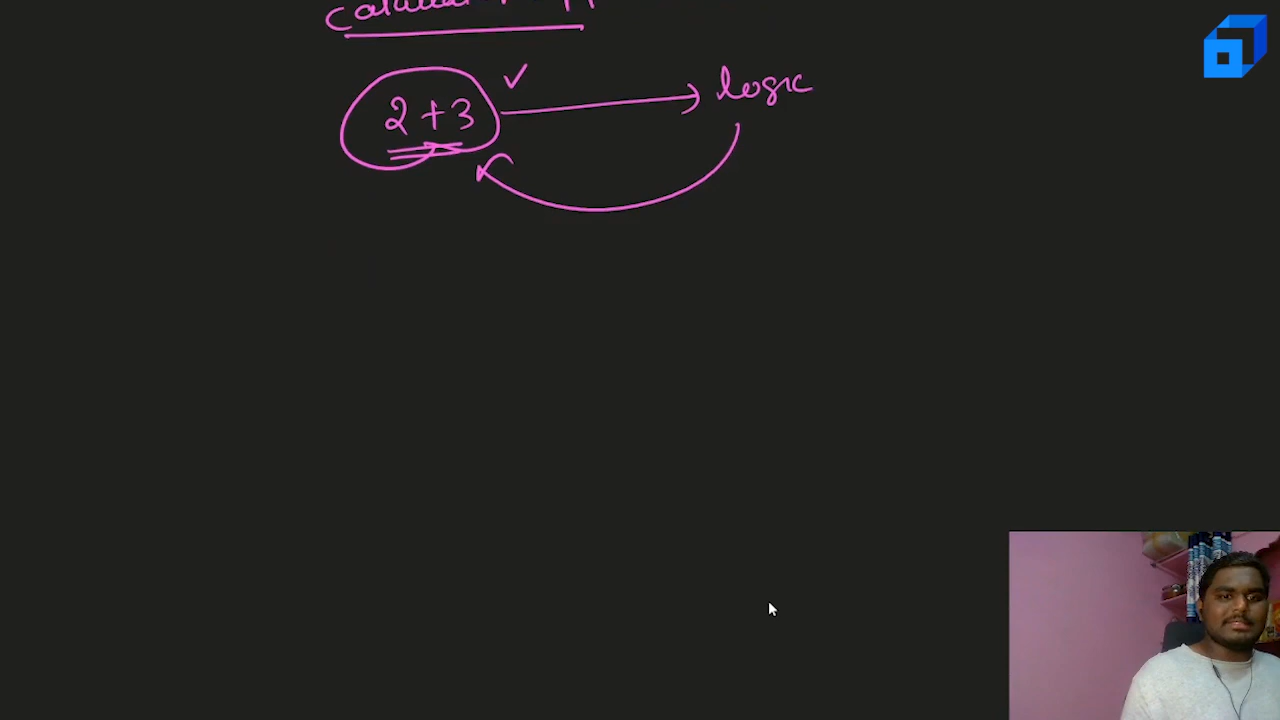 2 + 3 ✓ → logic